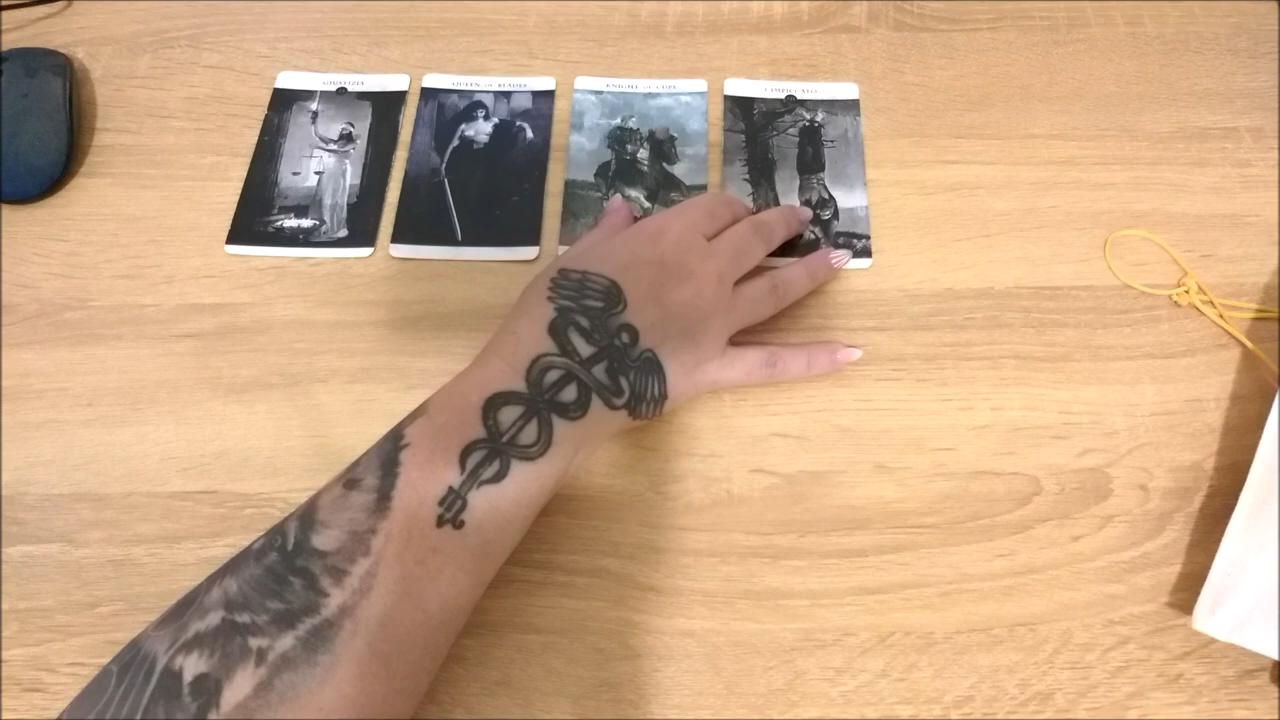 GIUSTIZIA
QUEEN OF BLADES
KNIGHT OF CUPS
L'IMPICCATO